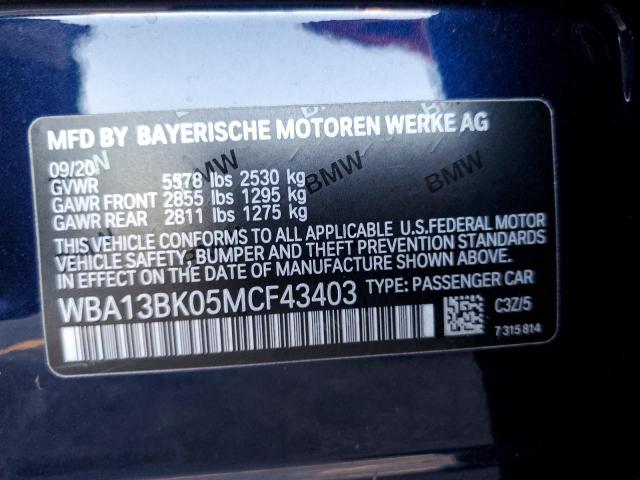 MFD BY BAYERISCHE MOTOREN WERKE AG
09/20
GVWR 5578 lbs 2530 kg
GAWR FRONT 2855 lbs 1295 kg
GAWR REAR 2811 lbs 1275 kg
THIS VEHICLE CONFORMS TO ALL APPLICABLE U.S.FEDERAL MOTOR
VEHICLE SAFETY, BUMPER AND THEFT PREVENTION STANDARDS
IN EFFECT ON THE DATE OF MANUFACTURE SHOWN ABOVE.
WBA13BK05MCF43403 TYPE: PASSENGER CAR
C3Z/5
7 315 814
BMW
BMW
BMW